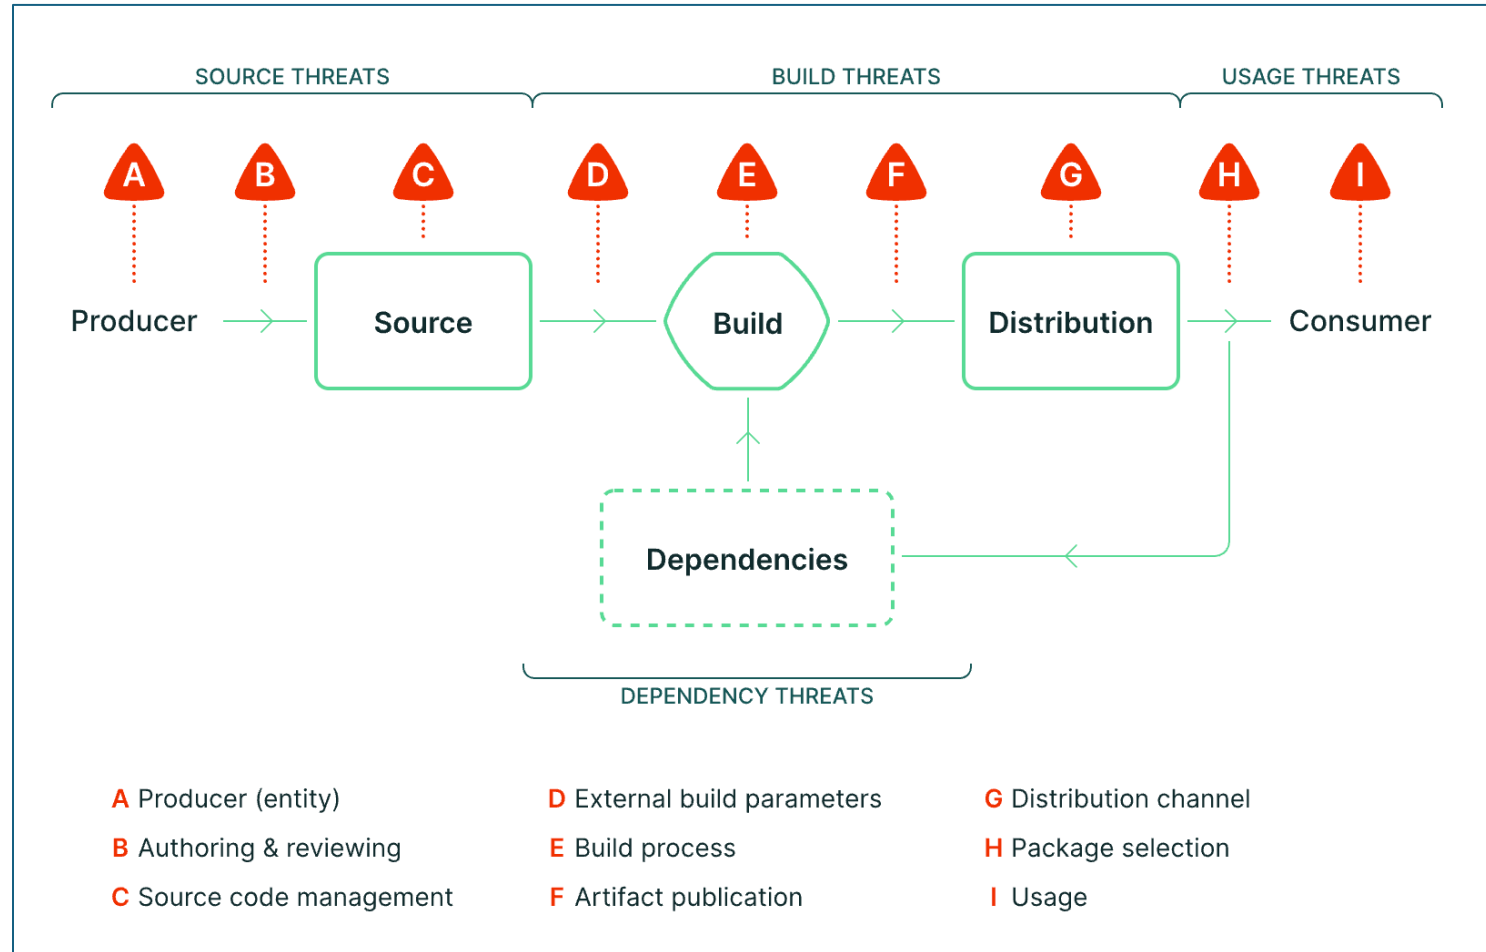 SOURCE THREATS BUILD THREATS USAGE THREATS
A B C D E F G H I
Producer Source Build Distribution Consumer
Dependencies
DEPENDENCY THREATS
A Producer (entity) D External build parameters G Distribution channel
B Authoring & reviewing E Build process H Package selection
C Source code management F Artifact publication I Usage